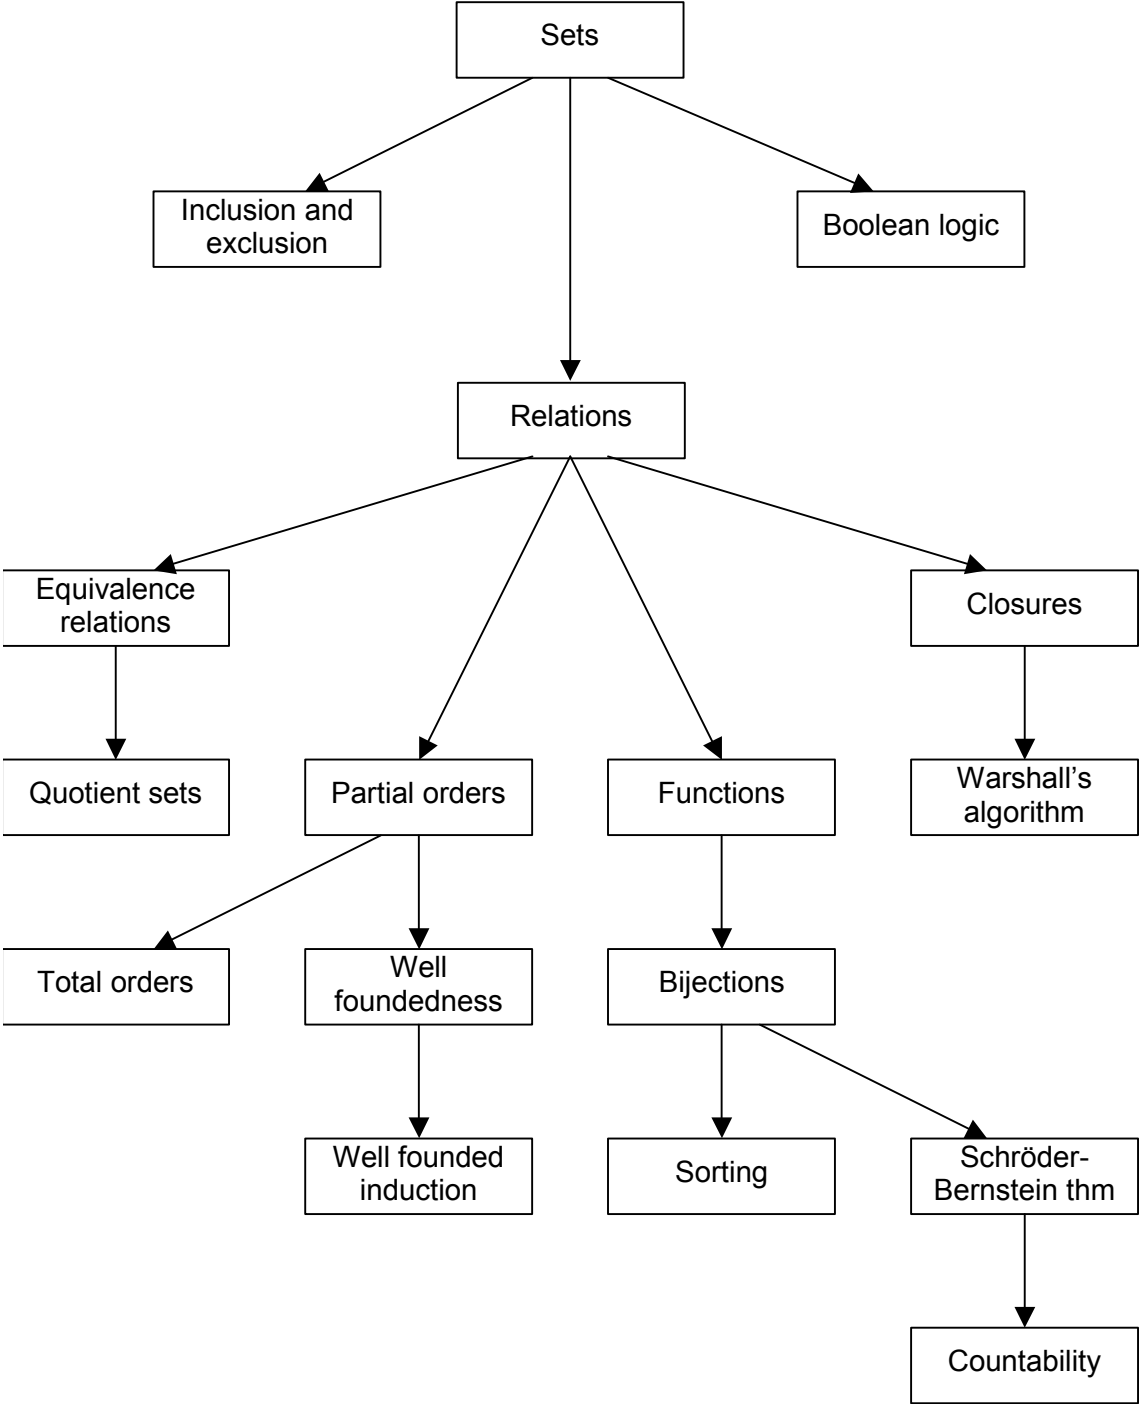 Sets
Inclusion and
exclusion
Boolean logic
Relations
Equivalence
relations
Closures
Quotient sets
Partial orders
Functions
Warshall’s
algorithm
Total orders
Well
foundedness
Bijections
Well founded
induction
Sorting
Schröder-
Bernstein thm
Countability